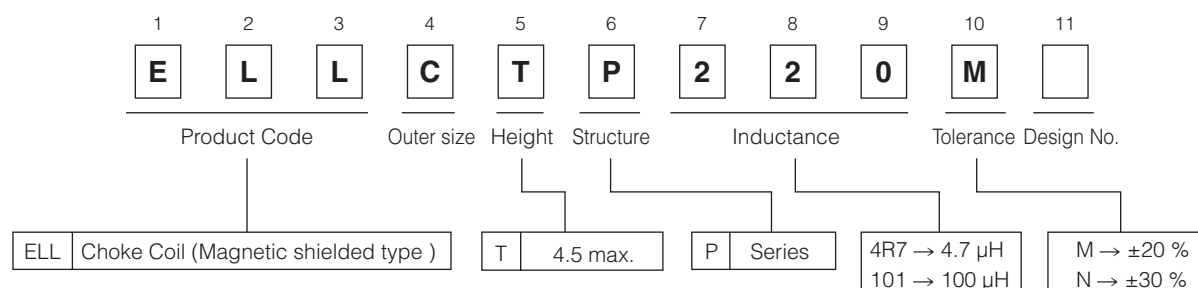 1 2 3 4 5 6 7 8 9 10 11
E L L C T P 2 2 0 M
Product Code Outer size Height Structure Inductance Tolerance Design No.
ELL Choke Coil (Magnetic shielded type ) T 4.5 max. P Series 4R7 → 4.7 µH M → ±20 %
101 → 100 µH N → ±30 %